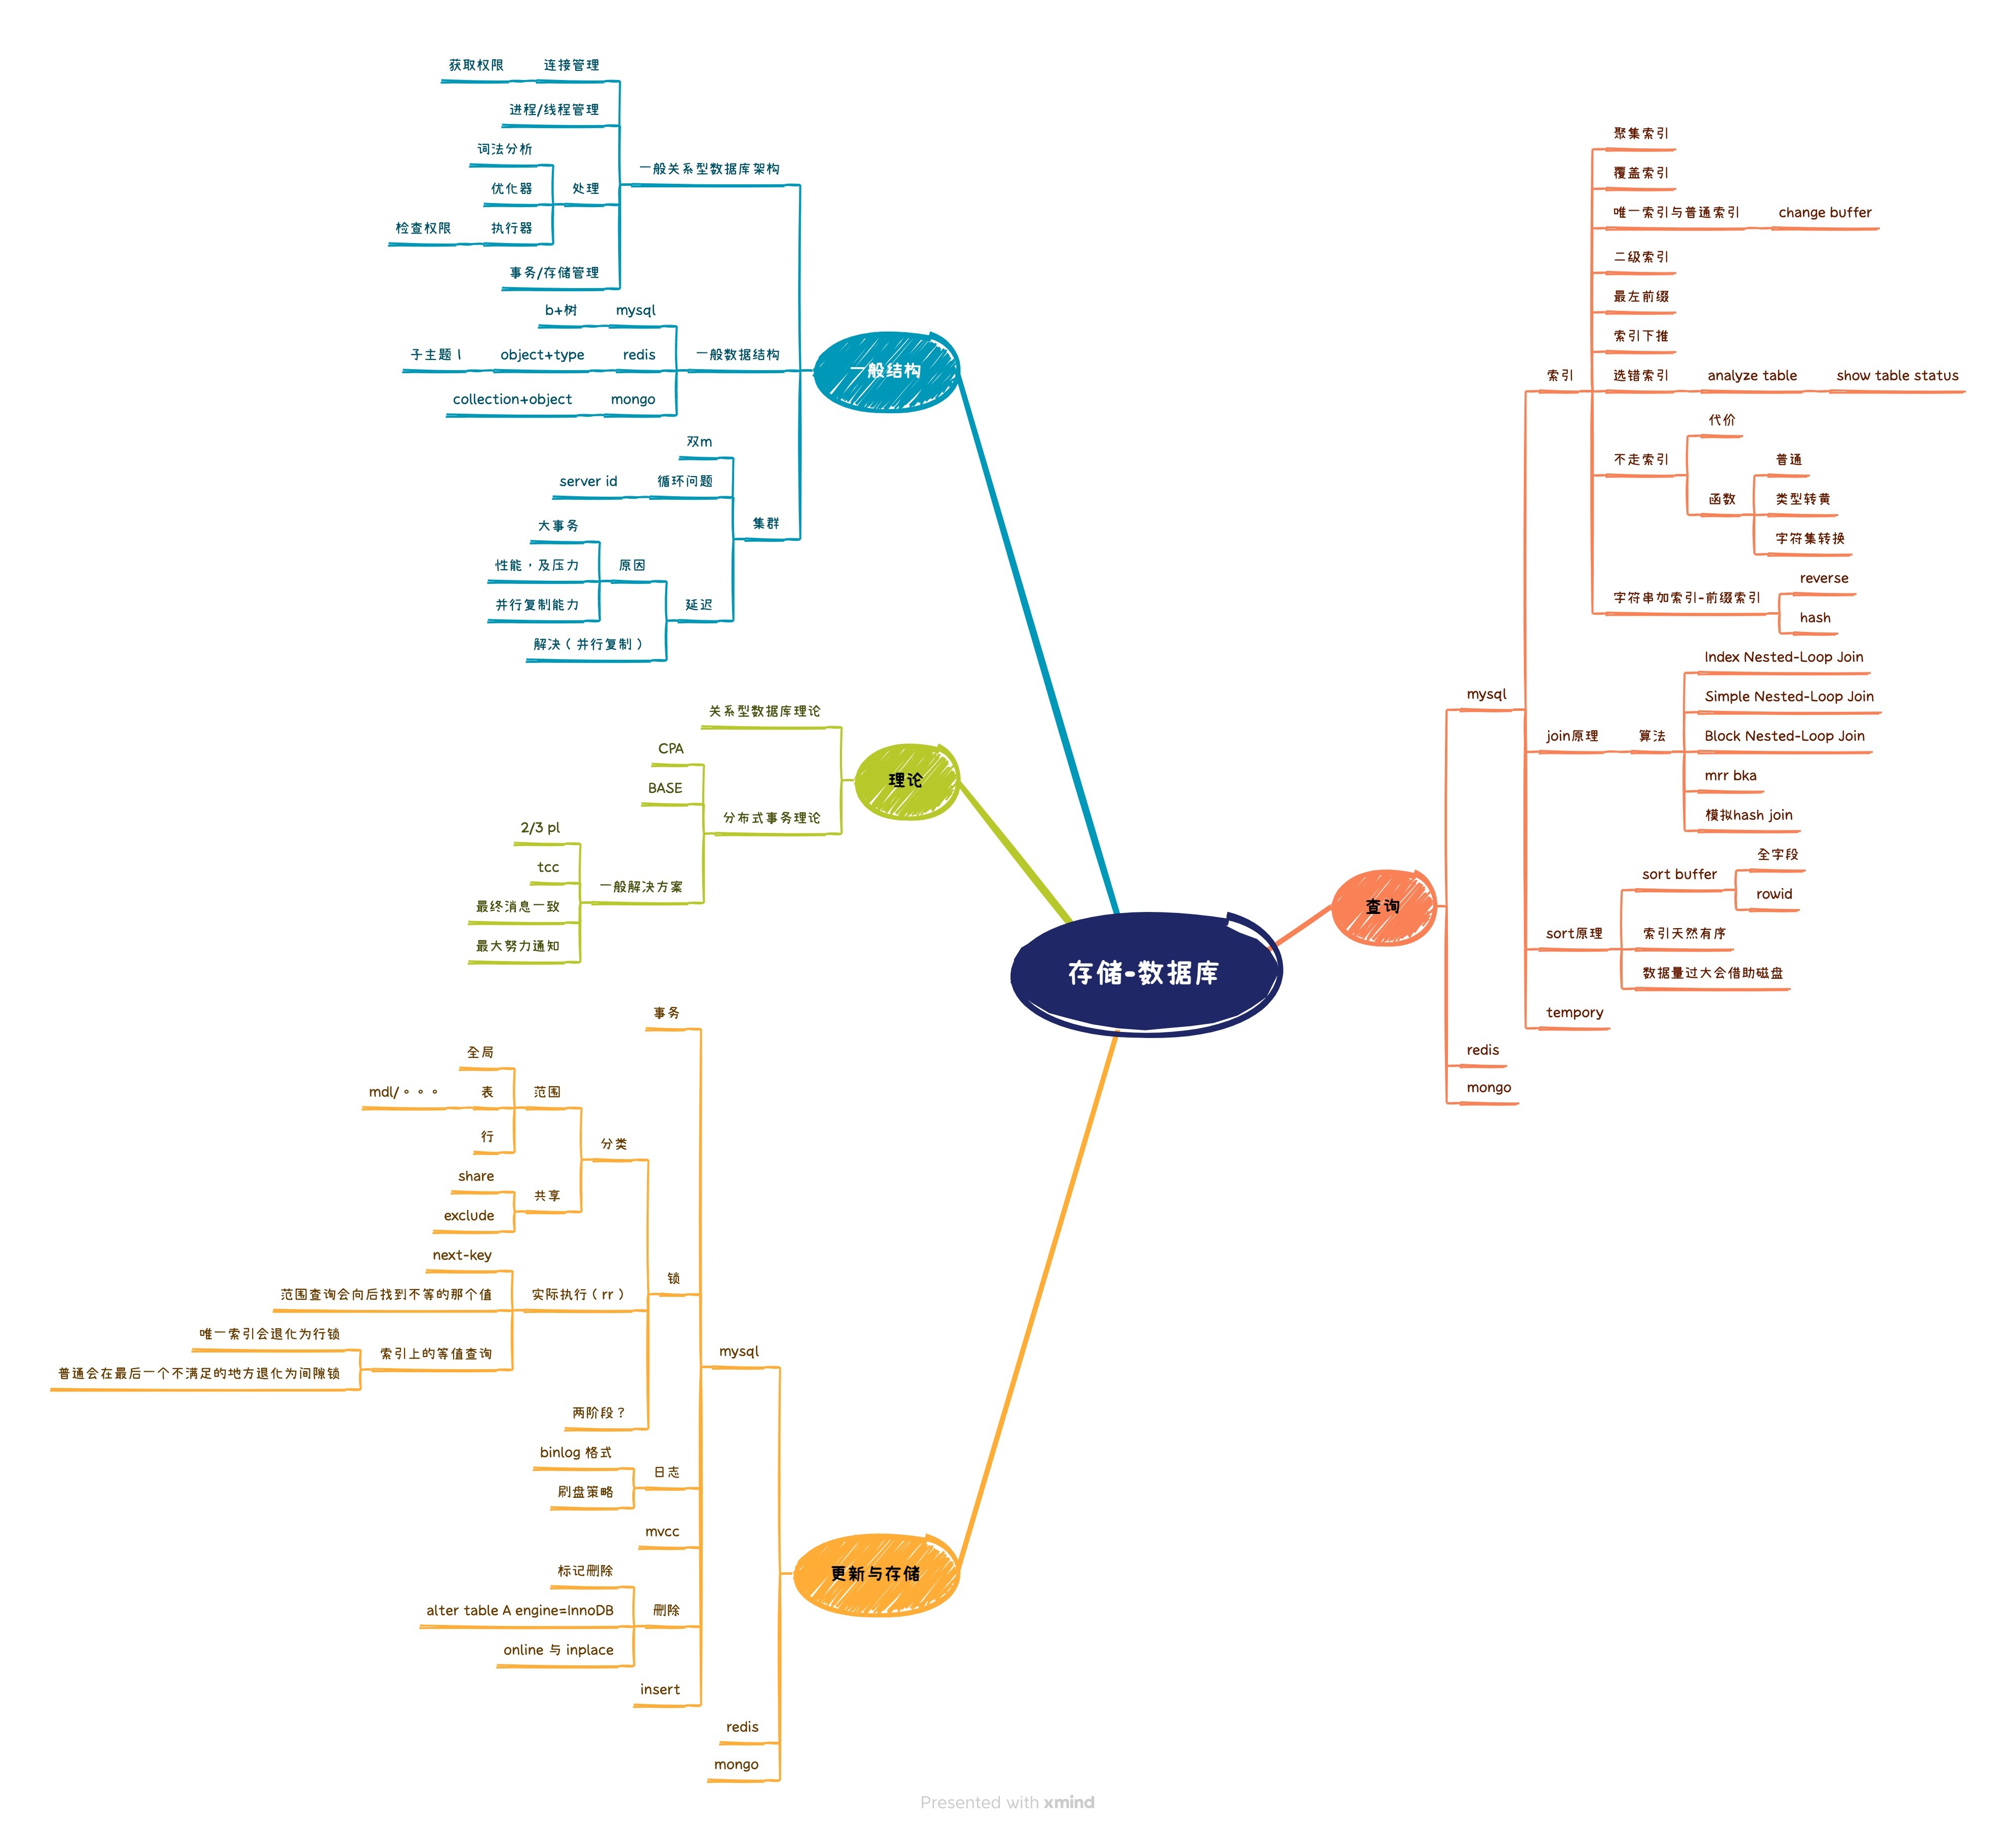 存储-数据库
一般结构
一般关系型数据库架构
连接管理
获取权限
进程/线程管理
处理
词法分析
优化器
执行器
检查权限
事务/存储管理
一般数据结构
mysql
b+树
redis
object+type
子主题 1
mongo
collection+object
集群
双m
循环问题
server id
延迟
原因
大事务
性能，及压力
并行复制能力
解决（并行复制）
理论
关系型数据库理论
分布式事务理论
CPA
BASE
一般解决方案
2/3 pl
tcc
最终消息一致
最大努力通知
更新与存储
mysql
事务
锁
分类
范围
全局
表
mdl/。。。
行
共享
share
exclude
实际执行（rr）
next-key
范围查询会向后找到不等的那个值
索引上的等值查询
唯一索引会退化为行锁
普通会在最后一个不满足的地方退化为间隙锁
两阶段？
日志
binlog 格式
刷盘策略
mvcc
删除
标记删除
alter table A engine=InnoDB
online 与 inplace
insert
redis
mongo
查询
mysql
索引
聚集索引
覆盖索引
唯一索引与普通索引
change buffer
二级索引
最左前缀
索引下推
选错索引
analyze table
show table status
不走索引
代价
函数
普通
类型转黄
字符集转换
字符串加索引-前缀索引
reverse
hash
join原理
算法
Index Nested-Loop Join
Simple Nested-Loop Join
Block Nested-Loop Join
mrr bka
模拟hash join
sort原理
sort buffer
全字段
rowid
索引天然有序
数据量过大会借助磁盘
tempory
redis
mongo
Presented with xmind